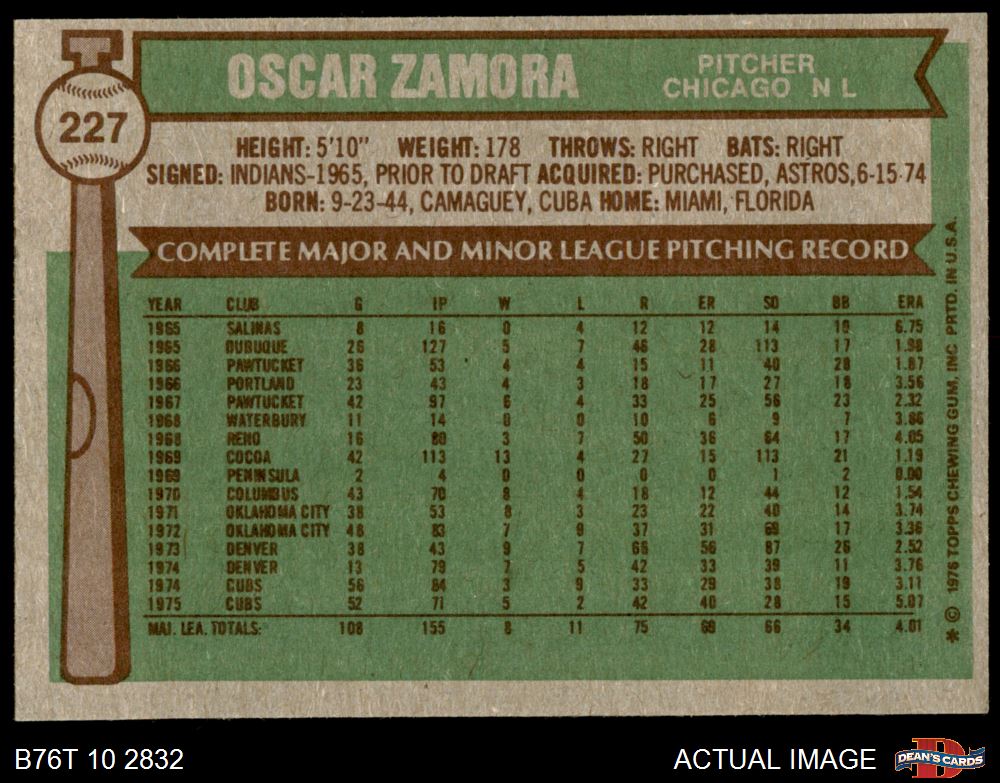 OSCAR ZAMORA
PITCHER
CHICAGO N L
227
HEIGHT: 5'10" WEIGHT: 178 THROWS: RIGHT BATS: RIGHT
SIGNED: INDIANS-1965, PRIOR TO DRAFT ACQUIRED: PURCHASED, ASTROS,6-15-74
BORN: 9-23-44, CAMAGUEY, CUBA HOME: MIAMI, FLORIDA
COMPLETE MAJOR AND MINOR LEAGUE PITCHING RECORD
YEAR CLUB G IP W L R ER SO BB ERA
1965 SALINAS 8 16 0 4 12 12 14 10 6.75
1965 DUBUQUE 26 127 5 7 46 28 113 17 1.98
1966 PAWTUCKET 36 53 4 4 15 11 40 28 1.87
1966 PORTLAND 23 43 4 3 18 17 27 18 3.56
1967 PAWTUCKET 42 97 6 4 33 25 56 23 2.32
1968 WATERBURY 11 14 0 0 10 6 9 7 3.86
1968 RENO 16 80 3 7 50 36 64 17 4.05
1969 COCOA 42 113 13 4 27 15 113 21 1.19
1969 PENINSULA 2 4 0 0 0 0 1 2 0.00
1970 COLUMBUS 43 70 8 4 18 12 44 12 1.54
1971 OKLAHOMA CITY 38 53 8 3 23 22 40 14 3.74
1972 OKLAHOMA CITY 48 83 7 9 37 31 69 17 3.36
1973 DENVER 38 43 9 7 56 87 26 2.52
1974 DENVER 13 79 7 5 42 33 39 11 3.76
1974 CUBS 56 84 3 9 33 29 38 19 3.11
1975 CUBS 52 71 5 2 42 40 28 15 5.07
MAJ. LEA. TOTALS: 108 155 8 11 75 69 66 34 4.01
* © 1976 TOPPS CHEWING GUM, INC. PRTD. IN U.S.A.
B76T 10 2832
ACTUAL IMAGE
D
DEAN'S CARDS